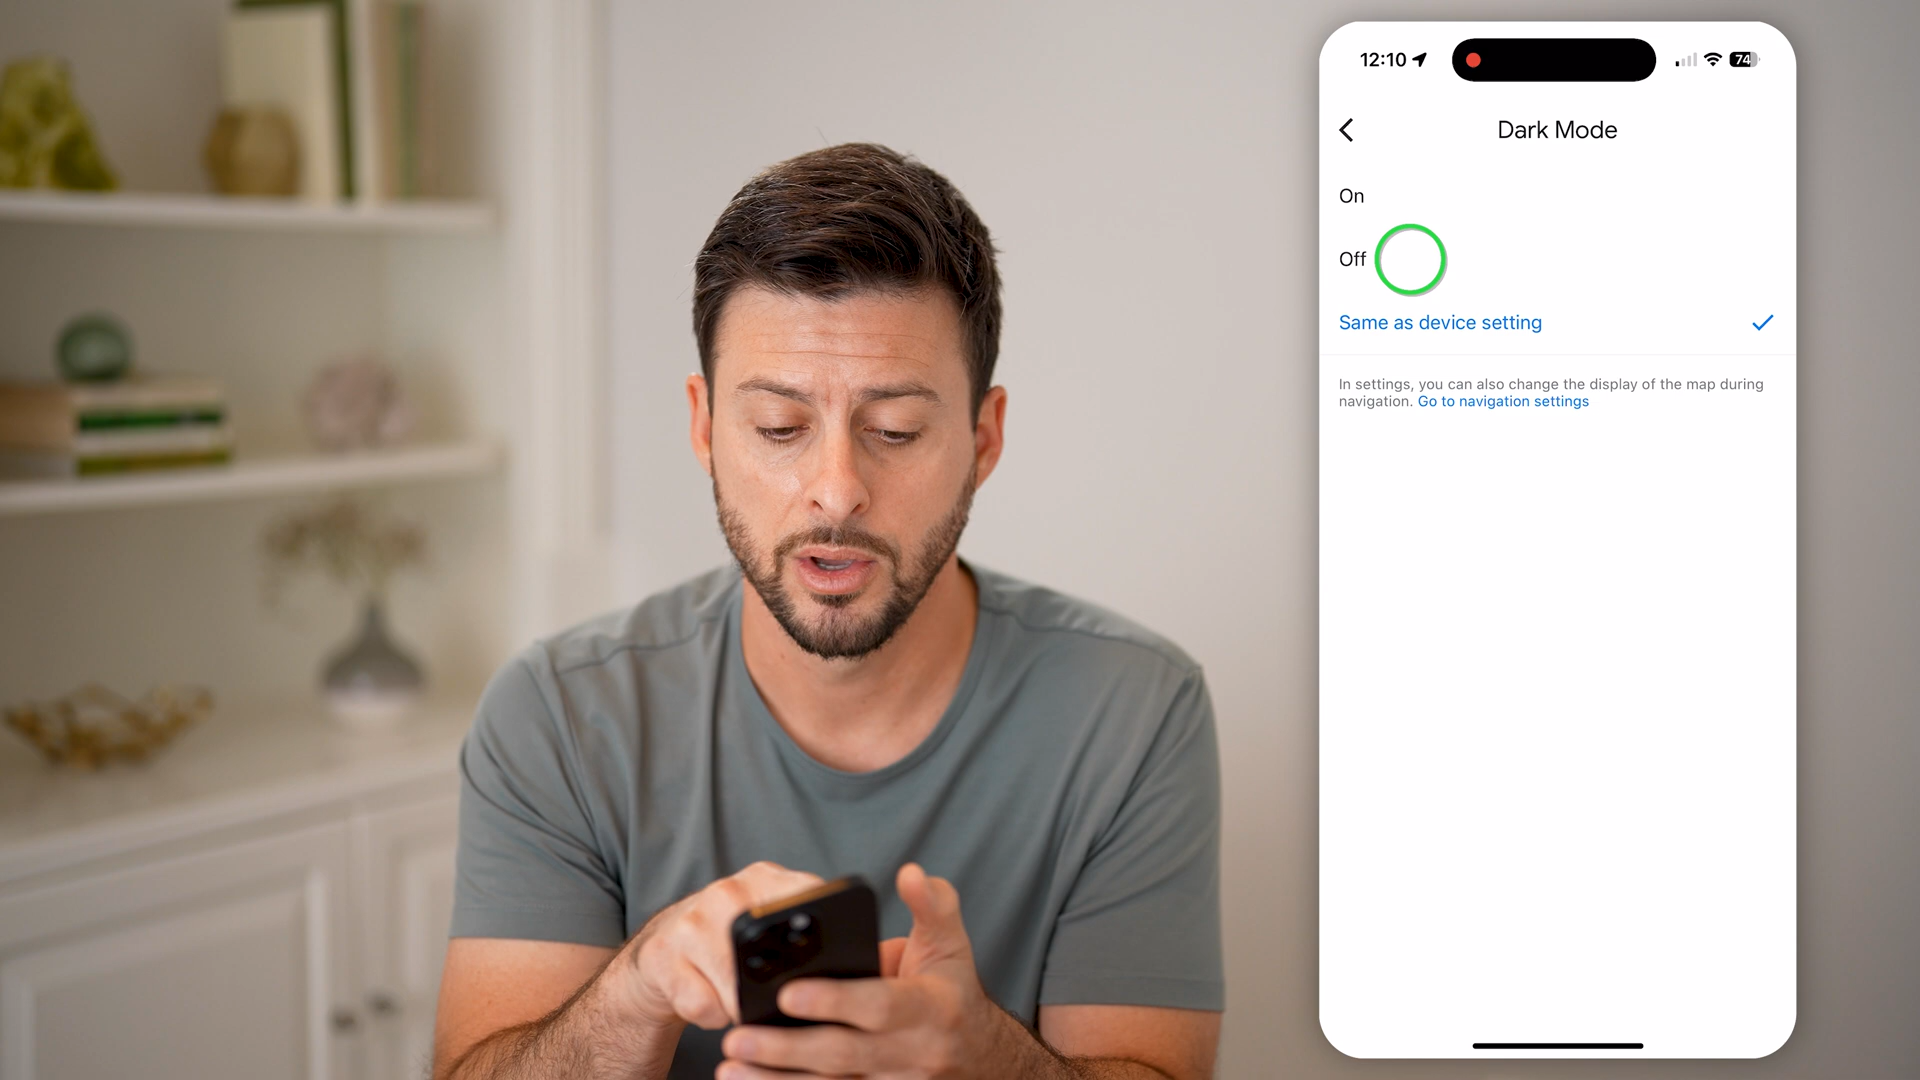 12:10
74
Dark Mode
On
Off
Same as device setting
In settings, you can also change the display of the map during
navigation. Go to navigation settings